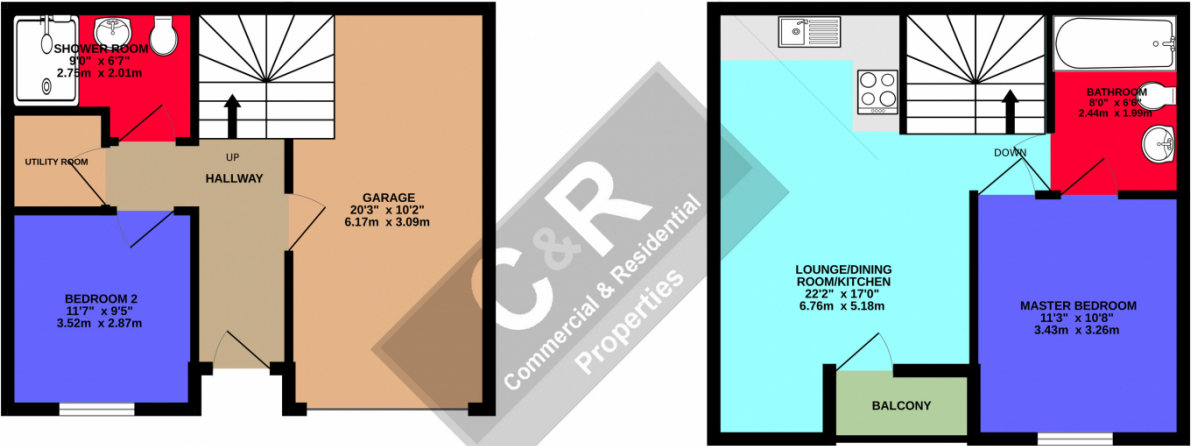 SHOWER ROOM
9'0" x 6'7"
2.75m x 2.01m
UTILITY ROOM
UP
HALLWAY
GARAGE
20'3" x 10'2"
6.17m x 3.09m
BEDROOM 2
11'7" x 9'5"
3.52m x 2.87m
C&R
Commercial & Residential
Properties
BATHROOM
8'0" x 6'6"
2.44m x 1.99m
DOWN
LOUNGE/DINING
ROOM/KITCHEN
22'2" x 17'0"
6.76m x 5.18m
MASTER BEDROOM
11'3" x 10'8"
3.43m x 3.26m
BALCONY